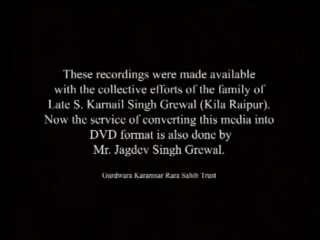 These recordings were made available
with the collective efforts of the family of
Late S. Karnail Singh Grewal (Kila Raipur).
Now the service of converting this media into
DVD format is also done by
Mr. Jagdev Singh Grewal.
Gurdwara Karamsar Rara Sahib Trust